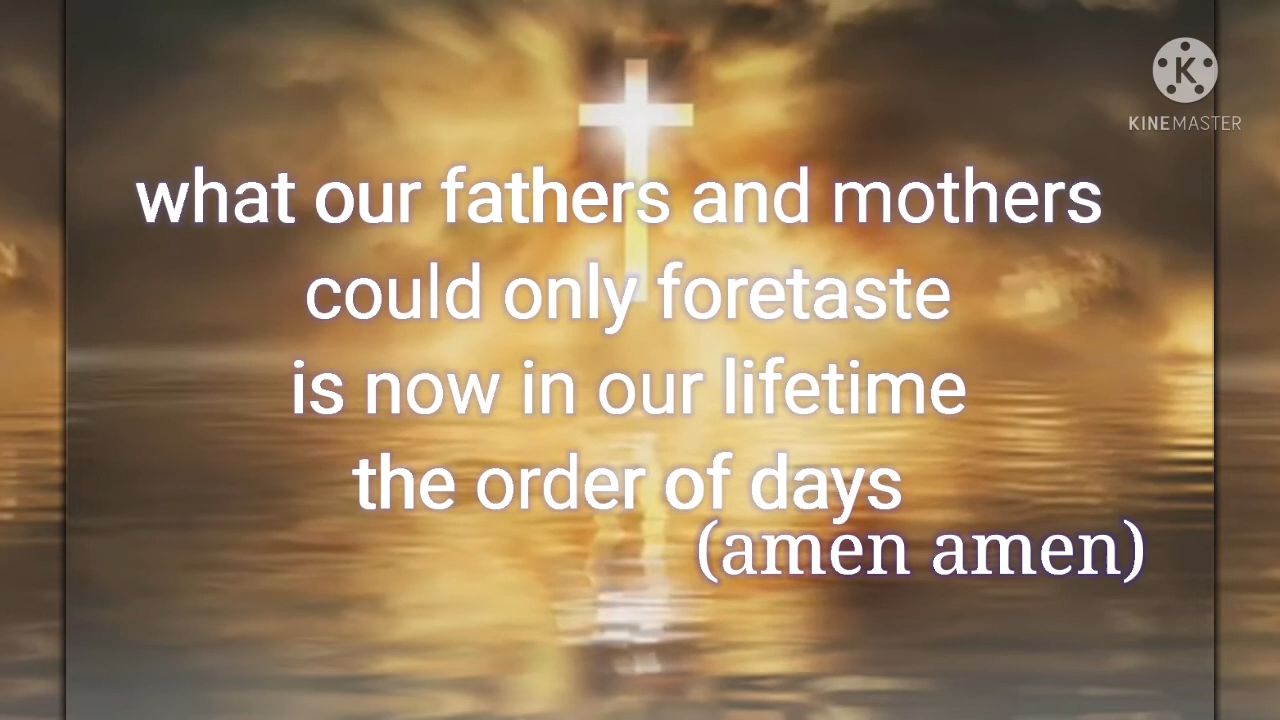 KINEMASTER
what our fathers and mothers
could only foretaste
is now in our lifetime
the order of days
(amen amen)